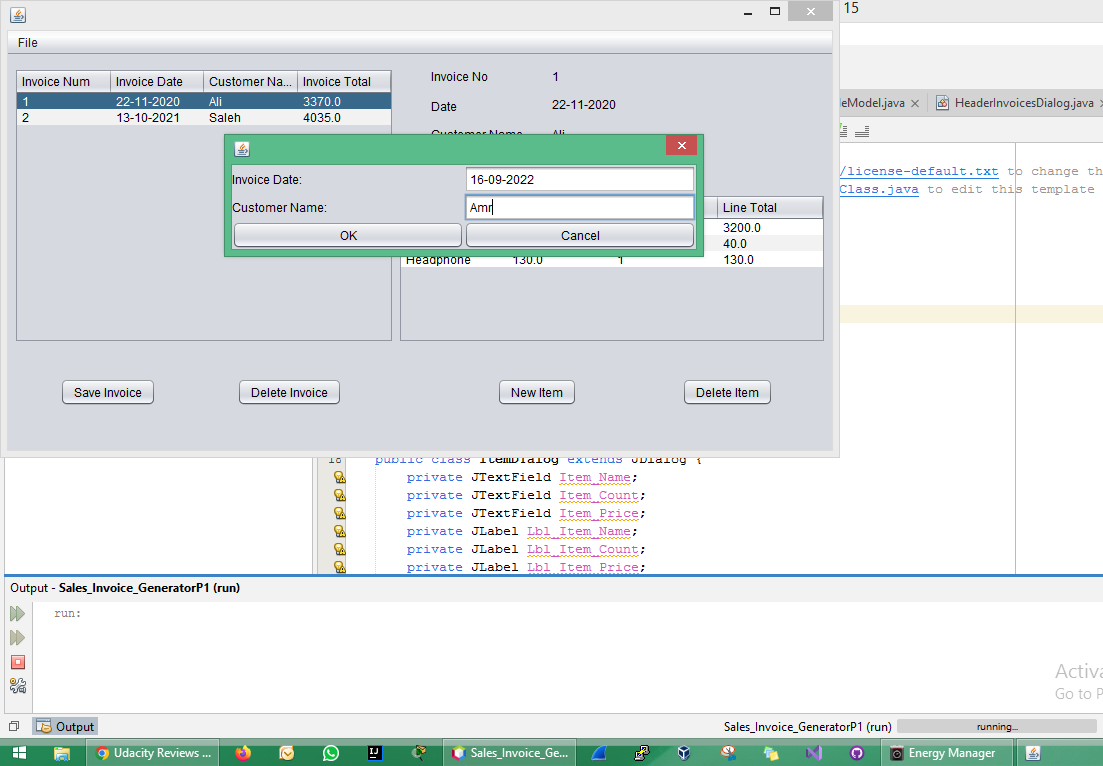 15
File
Invoice Num Invoice Date Customer Na... Invoice Total
1 22-11-2020 Ali 3370.0
2 13-10-2021 Saleh 4035.0
Invoice No 1
Date 22-11-2020
Customer Name Ali
Invoice Date: 16-09-2022
Customer Name: Amr
OK Cancel
Line Total
3200.0
40.0
Headphone 130.0 1 130.0
Save Invoice Delete Invoice New Item Delete Item
leModel.java HeaderInvoicesDialog.java
/license-default.txt to change th
Class.java to edit this template
18 public class ItemDialog extends JDialog {
private JTextField Item_Name;
private JTextField Item_Count;
private JTextField Item_Price;
private JLabel Lbl_Item_Name;
private JLabel Lbl_Item_Count;
private JLabel Lbl_Item_Price;
Output - Sales_Invoice_GeneratorP1 (run)
run:
Activa
Go to P
Output Sales_Invoice_GeneratorP1 (run) running...
Udacity Reviews ... Sales_Invoice_Ge... Energy Manager